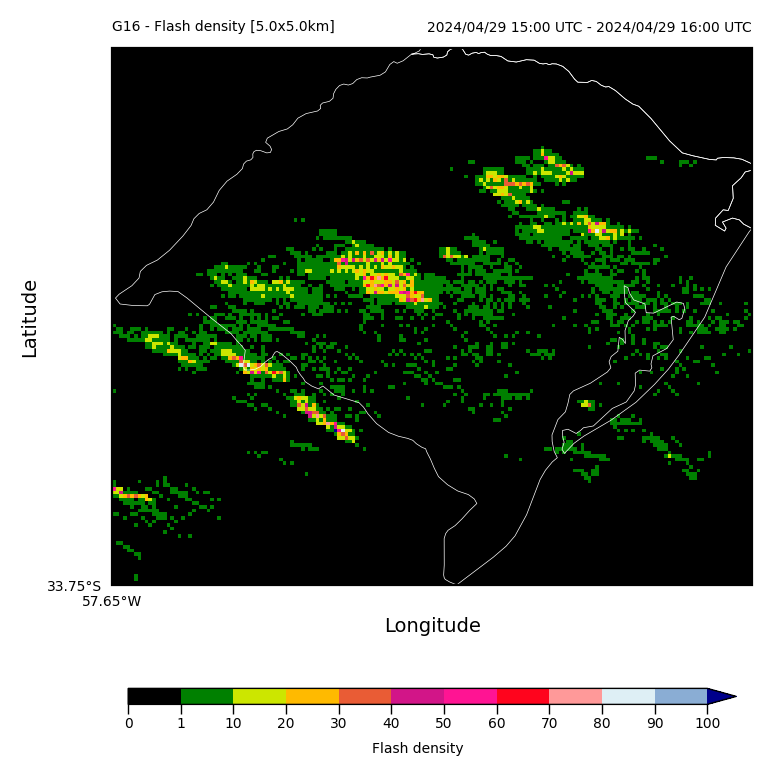 G16 - Flash density [5.0x5.0km]
2024/04/29 15:00 UTC - 2024/04/29 16:00 UTC
Latitude
33.75°S
57.65°W
Longitude
0 1 10 20 30 40 50 60 70 80 90 100
Flash density